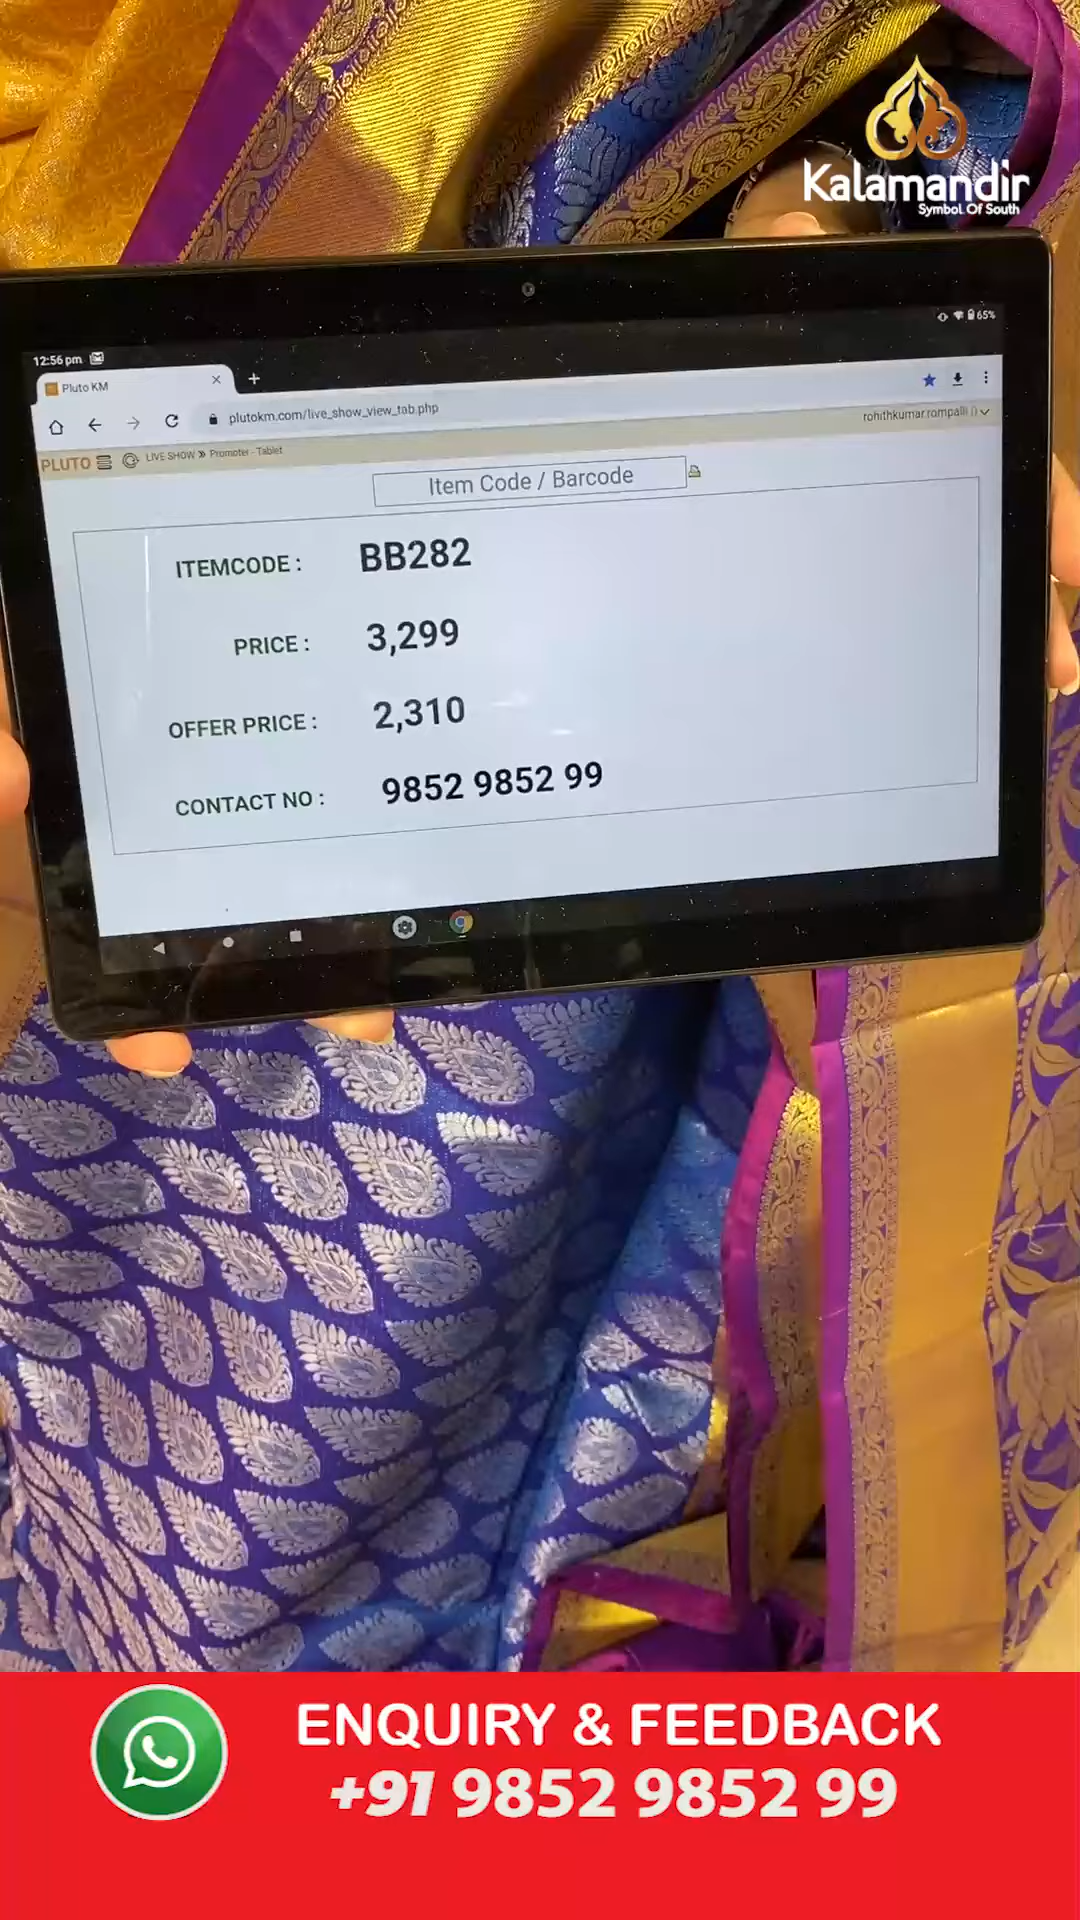 Kalamandir
Symbol Of South
12:56 pm
65%
Pluto KM
plutokm.com/live_show_view_tab.php
rohithkumar.rompalli ()
PLUTO
LIVE SHOW » Promoter - Tablet
Item Code / Barcode
ITEMCODE : BB282
PRICE : 3,299
OFFER PRICE : 2,310
CONTACT NO : 9852 9852 99
ENQUIRY & FEEDBACK
+91 9852 9852 99